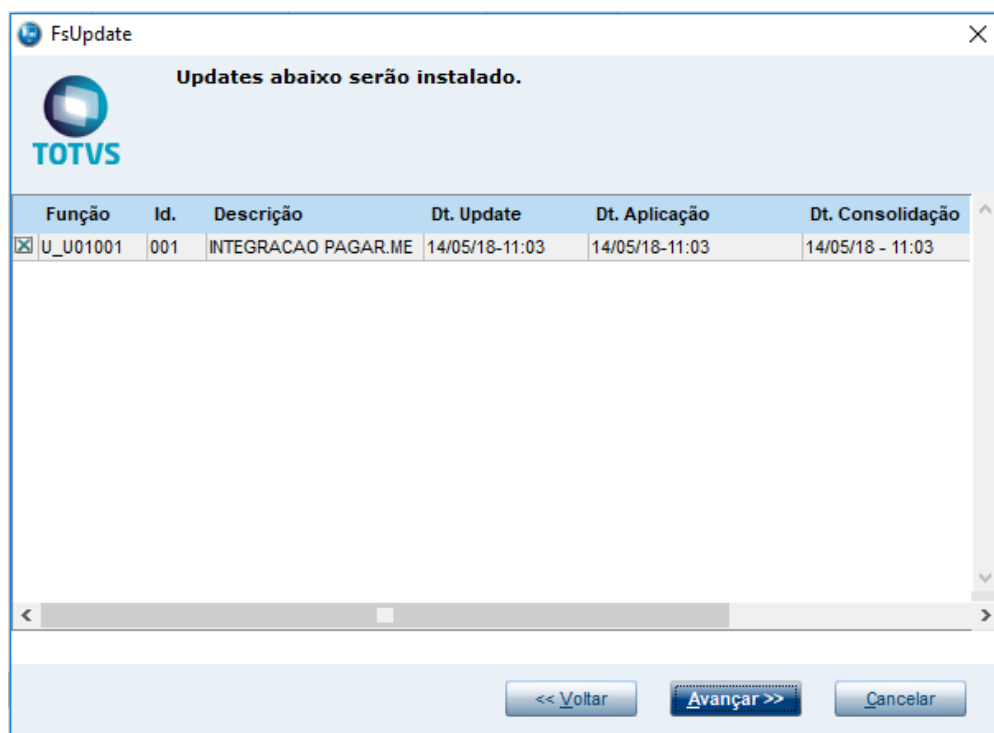 FsUpdate
Updates abaixo serão instalado.
TOTVS
Função Id. Descrição Dt. Update Dt. Aplicação Dt. Consolidação
U_U01001 001 INTEGRACAO PAGAR.ME 14/05/18-11:03 14/05/18-11:03 14/05/18 - 11:03
<< Voltar Avançar >> Cancelar